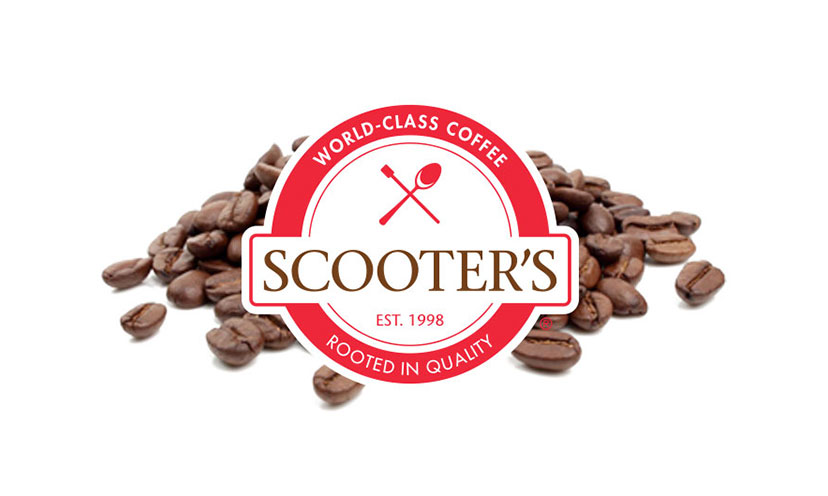 WORLD-CLASS COFFEE
SCOOTER'S
EST. 1998
ROOTED IN QUALITY
®